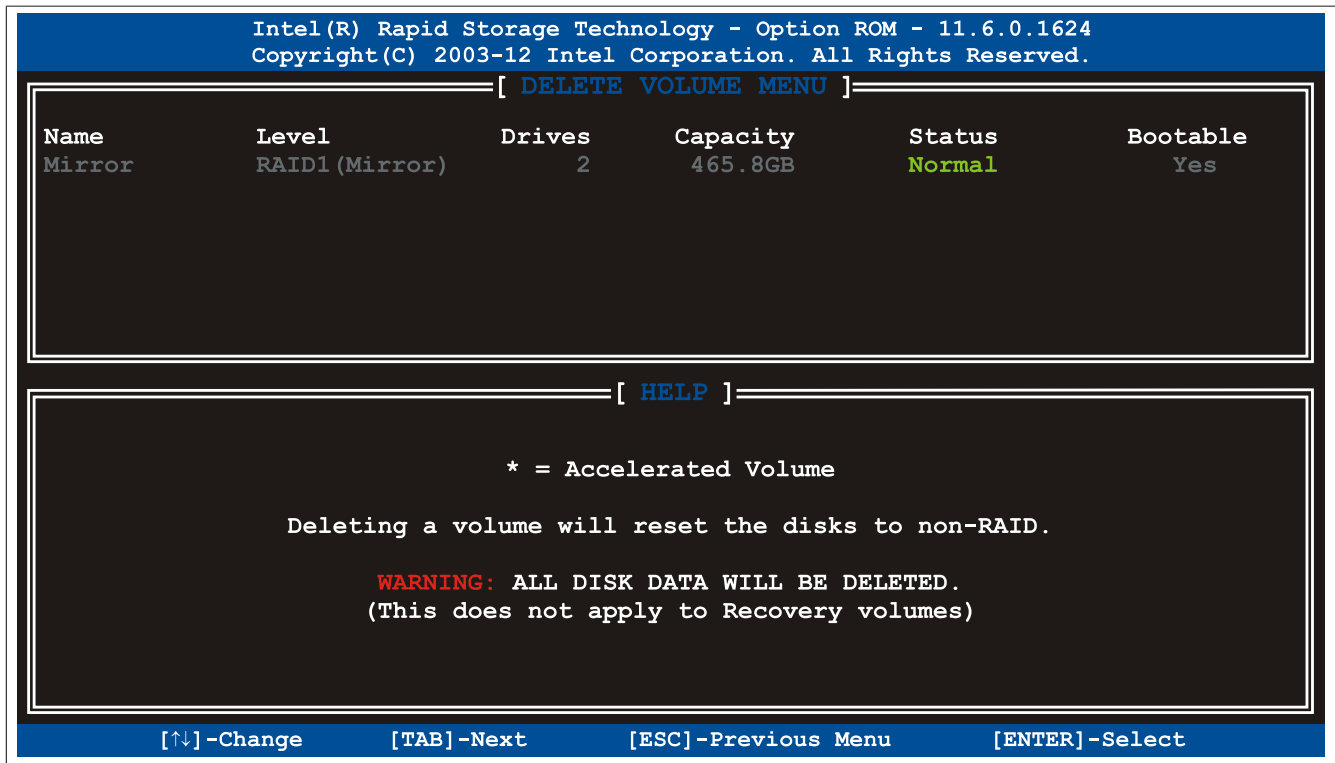 Intel(R) Rapid Storage Technology - Option ROM - 11.6.0.1624
Copyright(C) 2003-12 Intel Corporation. All Rights Reserved.
[ DELETE VOLUME MENU ]
Name Level Drives Capacity Status Bootable
Mirror RAID1(Mirror) 2 465.8GB Normal Yes
[ HELP ]
* = Accelerated Volume
Deleting a volume will reset the disks to non-RAID.
WARNING: ALL DISK DATA WILL BE DELETED.
(This does not apply to Recovery volumes)
[↑↓]-Change [TAB]-Next [ESC]-Previous Menu [ENTER]-Select